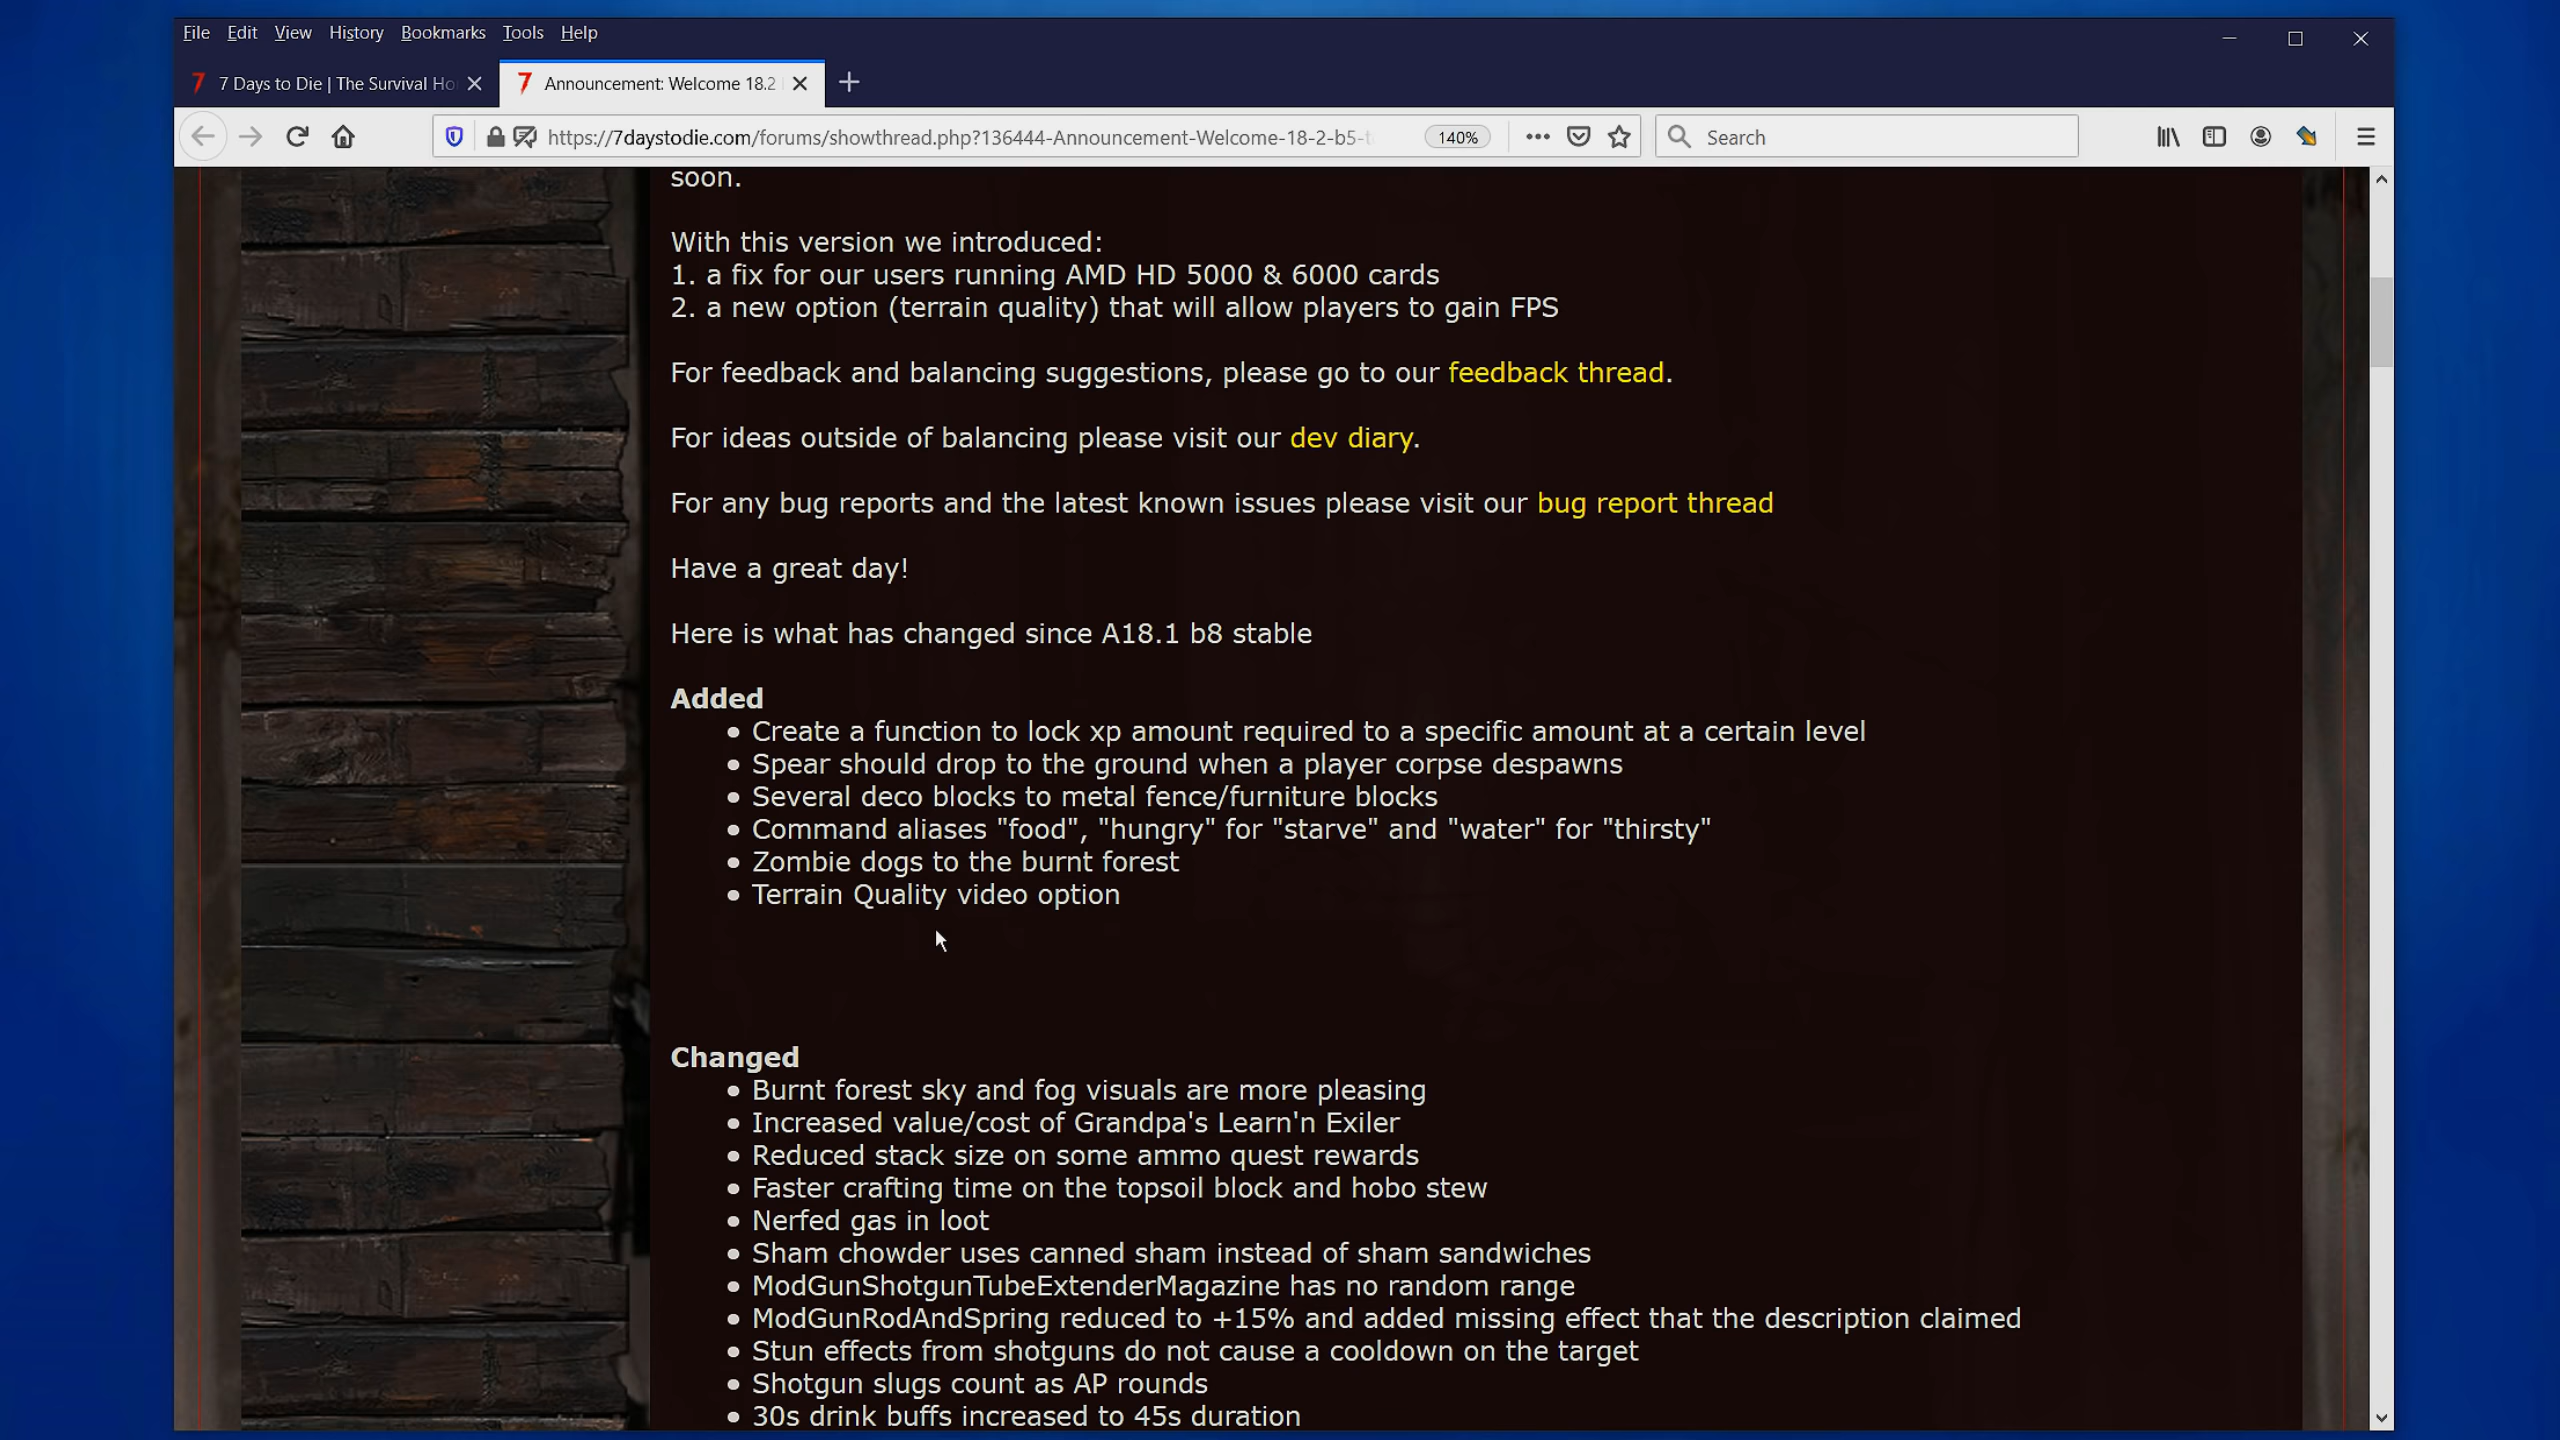 File Edit View History Bookmarks Tools Help
7 Days to Die | The Survival Ho
Announcement: Welcome 18.2
https://7daystodie.com/forums/showthread.php?136444-Announcement-Welcome-18-2-b5-
140%
Search
soon.
With this version we introduced:
1. a fix for our users running AMD HD 5000 & 6000 cards
2. a new option (terrain quality) that will allow players to gain FPS
For feedback and balancing suggestions, please go to our feedback thread.
For ideas outside of balancing please visit our dev diary.
For any bug reports and the latest known issues please visit our bug report thread
Have a great day!
Here is what has changed since A18.1 b8 stable
Added
• Create a function to lock xp amount required to a specific amount at a certain level
• Spear should drop to the ground when a player corpse despawns
• Several deco blocks to metal fence/furniture blocks
• Command aliases "food", "hungry" for "starve" and "water" for "thirsty"
• Zombie dogs to the burnt forest
• Terrain Quality video option
Changed
• Burnt forest sky and fog visuals are more pleasing
• Increased value/cost of Grandpa's Learn'n Exiler
• Reduced stack size on some ammo quest rewards
• Faster crafting time on the topsoil block and hobo stew
• Nerfed gas in loot
• Sham chowder uses canned sham instead of sham sandwiches
• ModGunShotgunTubeExtenderMagazine has no random range
• ModGunRodAndSpring reduced to +15% and added missing effect that the description claimed
• Stun effects from shotguns do not cause a cooldown on the target
• Shotgun slugs count as AP rounds
• 30s drink buffs increased to 45s duration